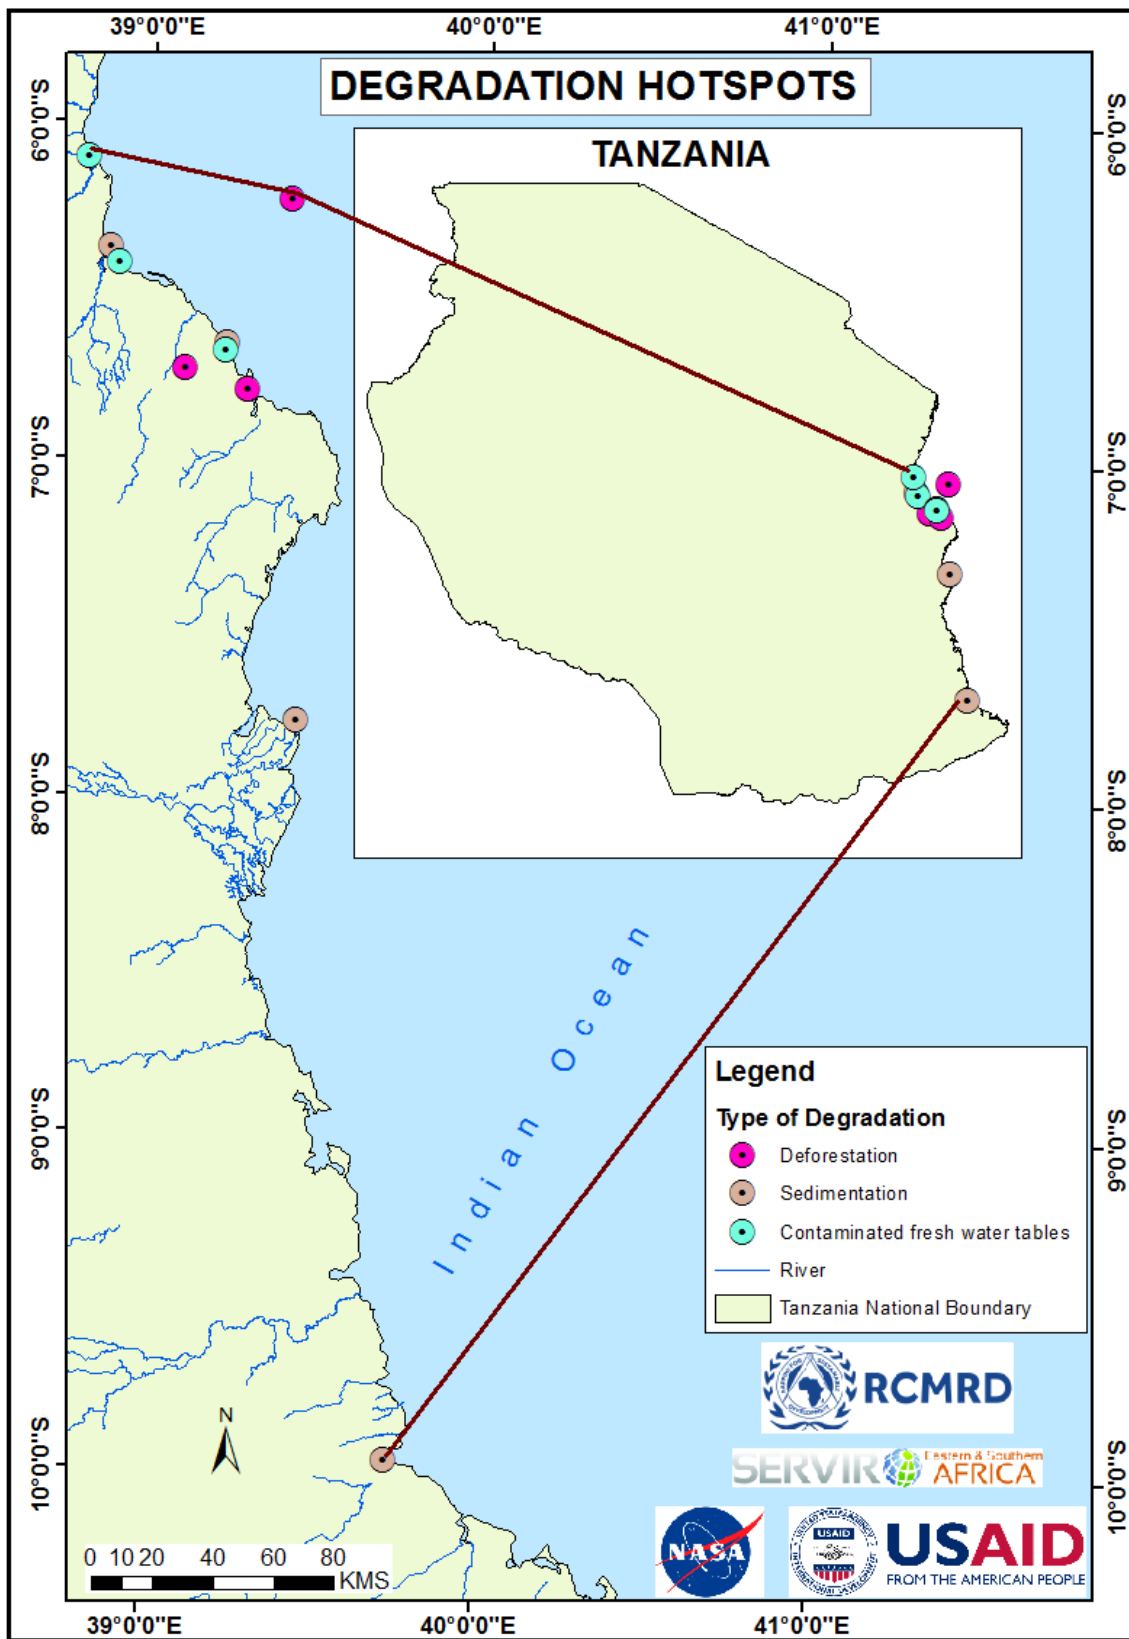 39°0'0"E 40°0'0"E 41°0'0"E
DEGRADATION HOTSPOTS
TANZANIA
6°0'0"S
7°0'0"S
8°0'0"S
9°0'0"S
10°0'0"S
6°0'0"S
7°0'0"S
8°0'0"S
9°0'0"S
10°0'0"S
Indian Ocean
Legend
Type of Degradation
Deforestation
Sedimentation
Contaminated fresh water tables
River
Tanzania National Boundary
RCMRD
SERVIR
Eastern & Southern
AFRICA
N
0 10 20 40 60 80
KMS
NASA
USAID
USAID
FROM THE AMERICAN PEOPLE
39°0'0"E 40°0'0"E 41°0'0"E